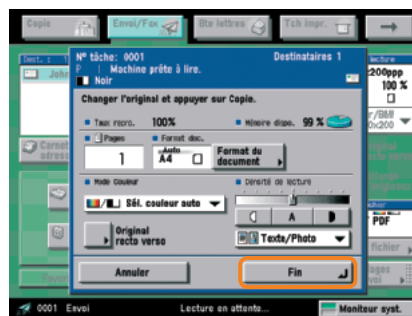 Copie
Envoi/Fax
Bte lettres
Tch impr.
Dest. : 1
John
N° tâche: 0001
Destinataires 1
P | Machine prête à lire.
Noir
lecture
200ppp
100 %
Changer l'original et appuyer sur Copie.
Taux repro. 100%
Mémoire dispo. 99 %
Pages
1
Format doc.
Auto
A4
Format du document
Mode Couleur
Sél. couleur auto
Densité de lecture
A
Original recto verso
Texte/Photo
Annuler
Fin
Carnet
adress
PDF
fichier
0001 Envoi
Lecture en attente...
Moniteur syst.